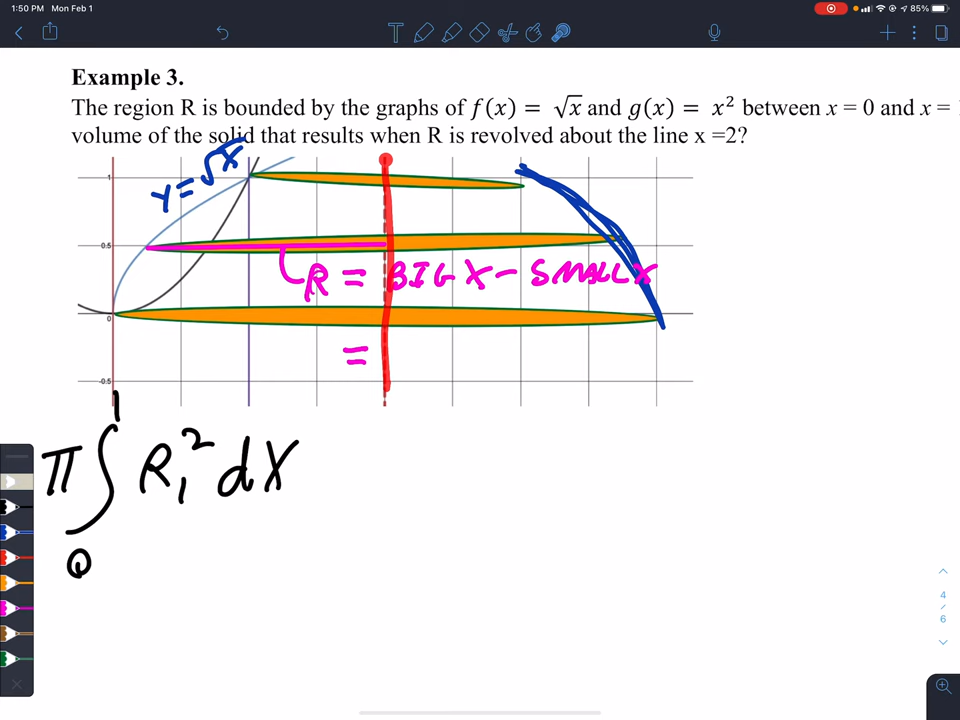 1:50 PM Mon Feb 1
85%
Example 3.
The region R is bounded by the graphs of f(x) = √x and g(x) = x² between x = 0 and x =
volume of the solid that results when R is revolved about the line x =2?
y = √x
1
0.5
R = BIG X - SMALL X
0
=
-0.5
π ∫₀¹ R₁² dx
4
/
6